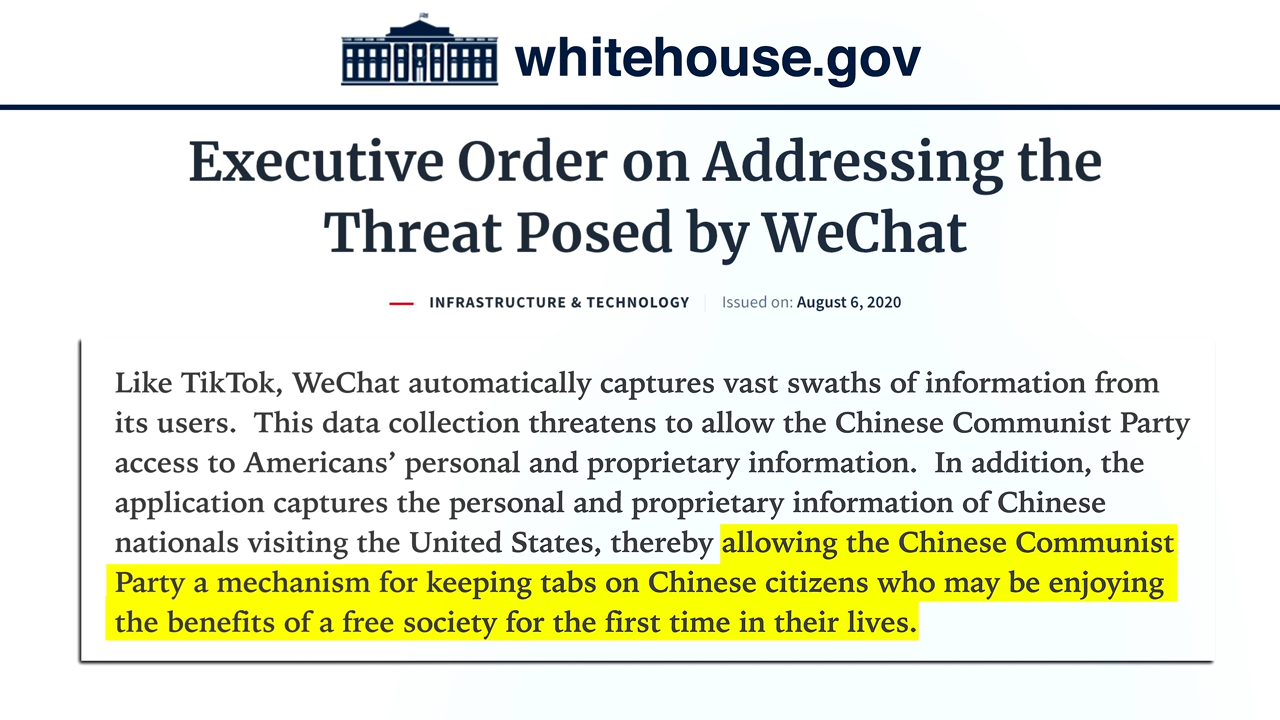 whitehouse.gov
Executive Order on Addressing the
Threat Posed by WeChat
INFRASTRUCTURE & TECHNOLOGY Issued on: August 6, 2020
Like TikTok, WeChat automatically captures vast swaths of information from
its users.  This data collection threatens to allow the Chinese Communist Party
access to Americans’ personal and proprietary information.  In addition, the
application captures the personal and proprietary information of Chinese
nationals visiting the United States, thereby allowing the Chinese Communist
Party a mechanism for keeping tabs on Chinese citizens who may be enjoying
the benefits of a free society for the first time in their lives.